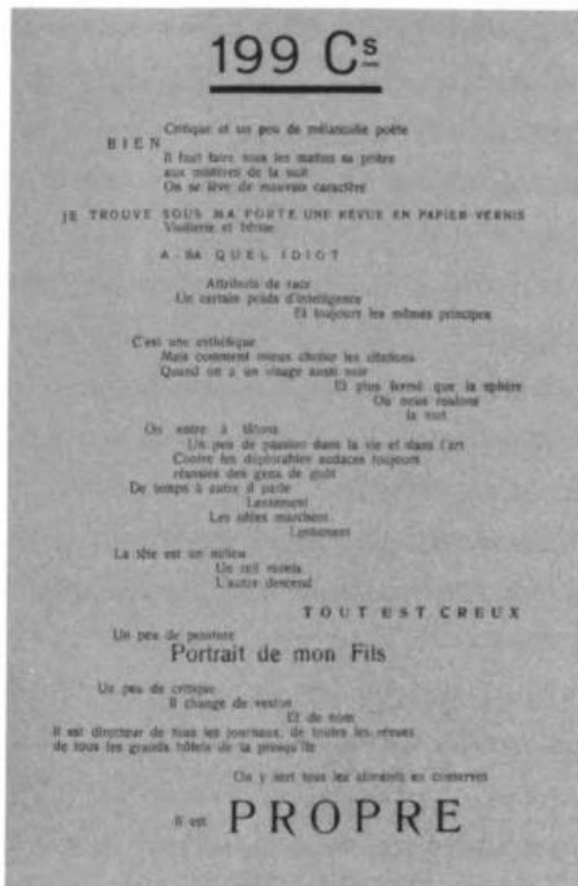 199 Cs
Critique et un peu de mélancolie poète
BIEN
Il faut faire tous les matins sa prière
aux mystères de la nuit
On se lève de mauvais caractère
JE TROUVE SOUS MA PORTE UNE REVUE EN PAPIER VERNIS
Vieillerie et bêtise
QUEL IDIOT
Attributs de race
Un certain poids d'intelligence
Et toujours les mêmes principes
C'est une esthétique
Mais comment mieux choisir les citations
Quand on a un visage aussi noir
Et plus fermé que la sphère
Où nous roulons
la nuit
On entre à tâtons
Un peu de passion dans la vie et dans l'art
Contre les déplorables audaces toujours
réussies des gens de goût
De temps à autre il parle
Lentement
Les idées marchent
Lentement
La tête est un milieu
Un œil monte
L'autre descend
TOUT EST CREUX
Un peu de peinture
Portrait de mon Fils
Un peu de critique
Il change de veston
Et de nom
Il est directeur de tous les journaux, de toutes les revues
de tous les grands hôtels de la presqu'île
On y sert tous les aliments en conserves
Il est PROPRE